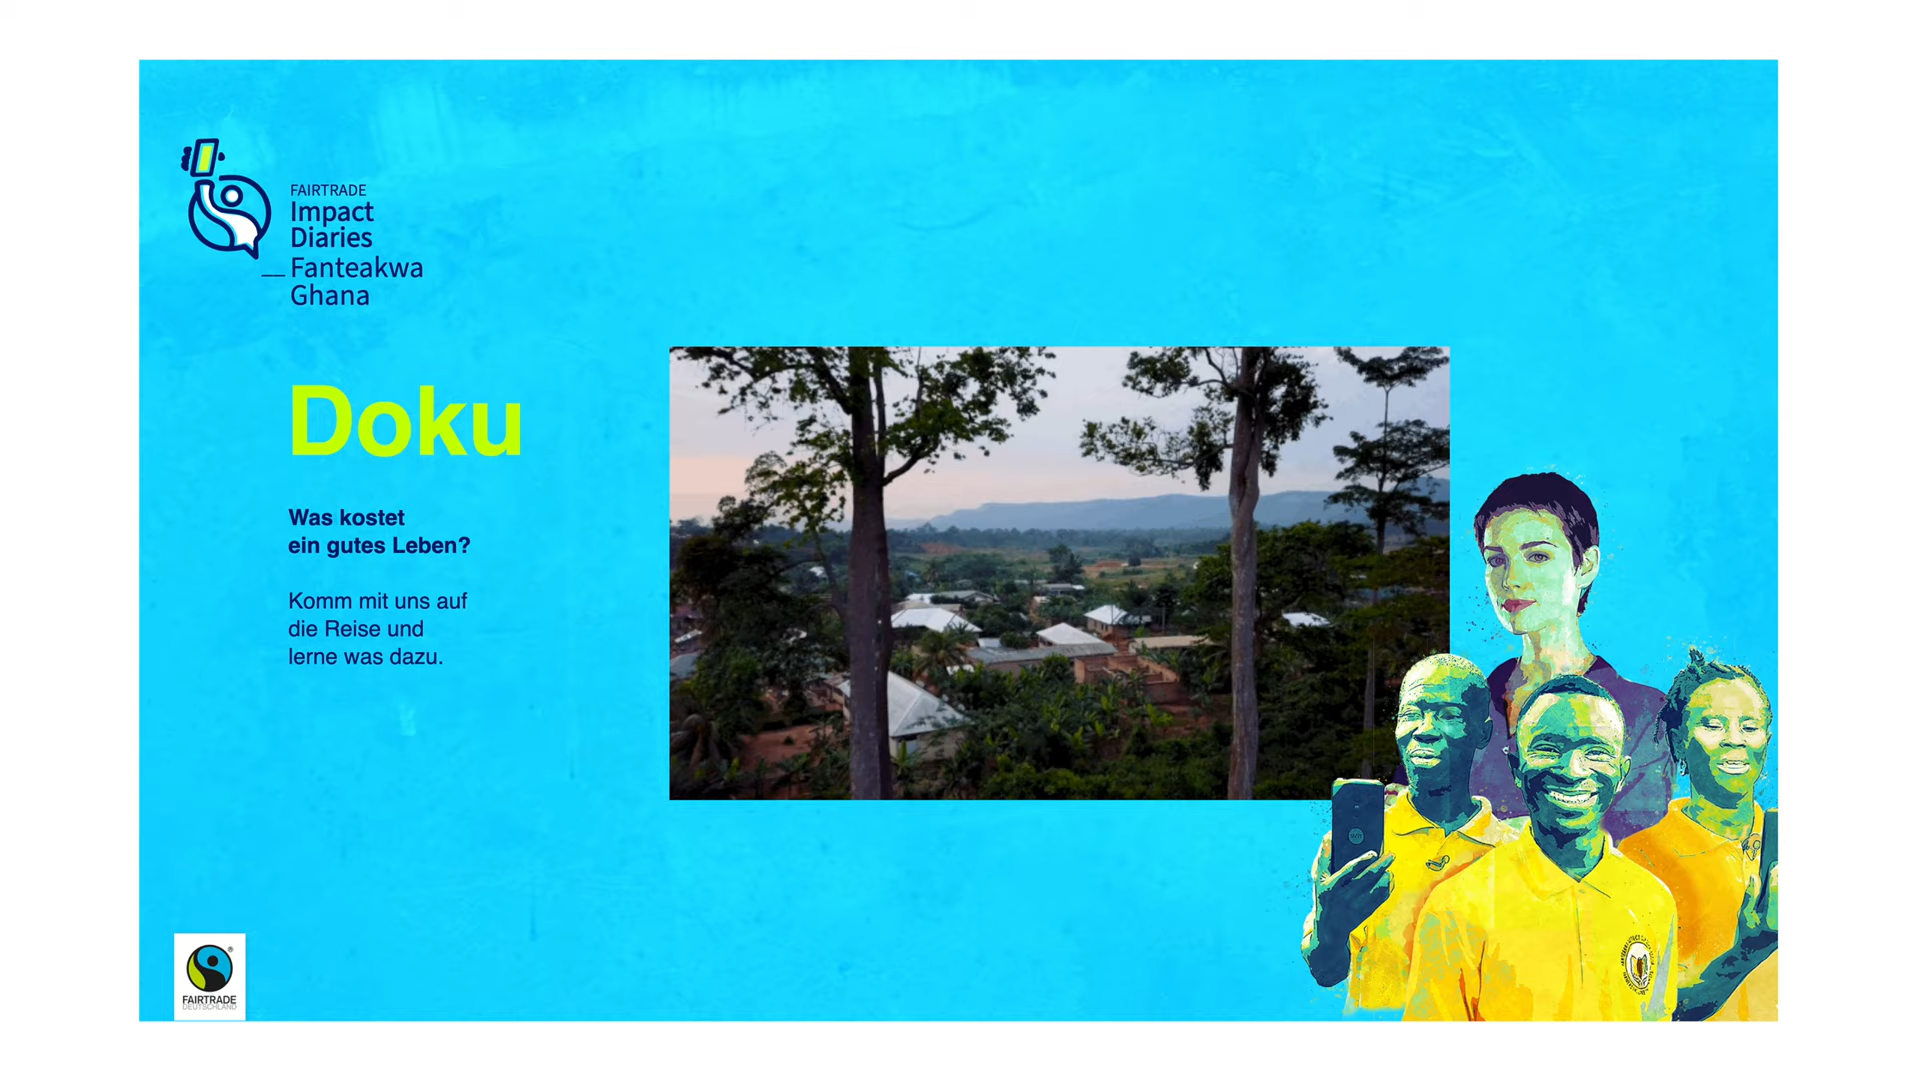 FAIRTRADE
Impact
Diaries
Fanteakwa
Ghana
Doku
Was kostet
ein gutes Leben?
Komm mit uns auf
die Reise und
lerne was dazu.
FAIRTRADE
DEUTSCHLAND